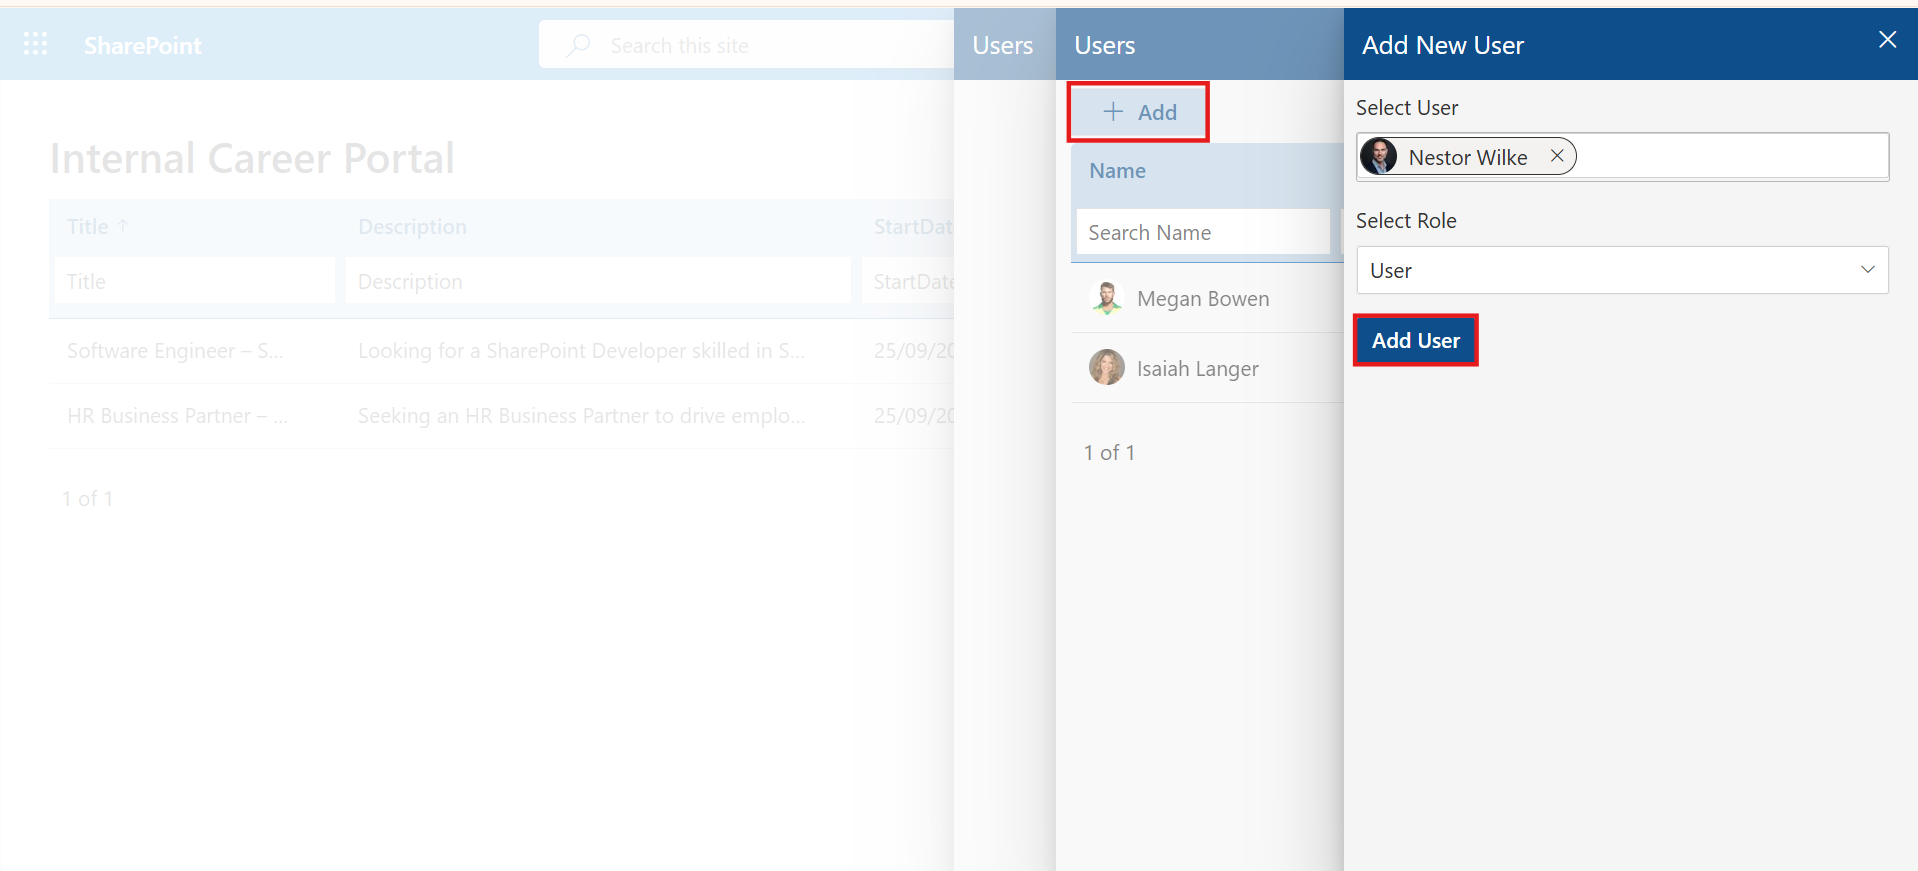 SharePoint
Search this site
Internal Career Portal
Title ↑
Description
StartDat
Title
Description
StartDate
Software Engineer – S...
Looking for a SharePoint Developer skilled in S...
25/09/20
HR Business Partner – ...
Seeking an HR Business Partner to drive emplo...
25/09/20
1 of 1
Users
Users
+ Add
Name
Search Name
Megan Bowen
Isaiah Langer
1 of 1
Add New User
Select User
Nestor Wilke
Select Role
User
Add User